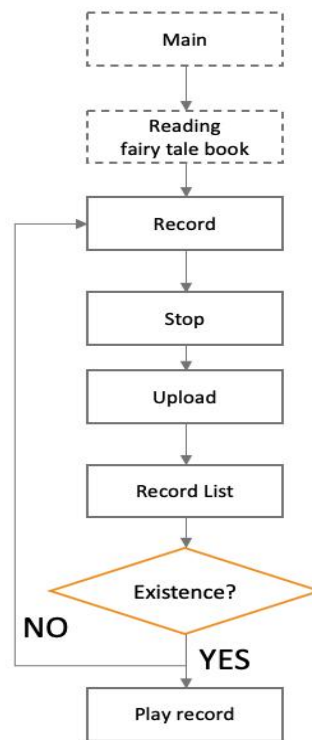 Main
Reading
fairy tale book
Record
Stop
Upload
Record List
Existence?
NO
YES
Play record